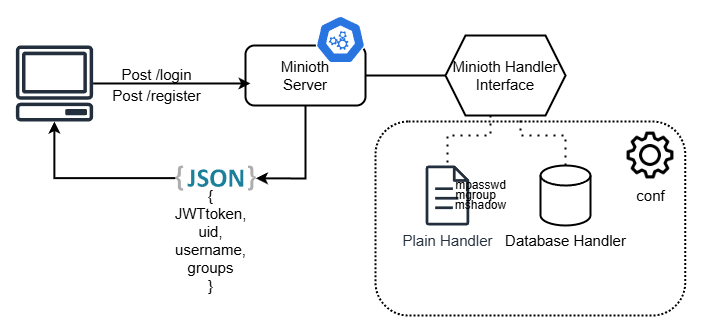 Post /login
Post /register
Minioth
Server
Minioth Handler
Interface
{JSON}
{
JWTtoken,
uid,
username,
groups
}
mpasswd
mgroup
mshadow
Plain Handler
Database Handler
conf